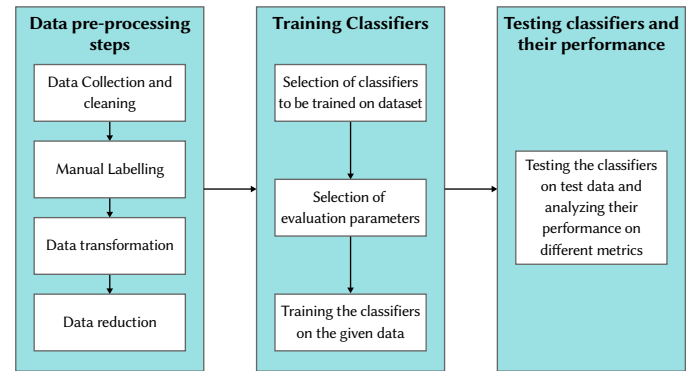 Data pre-processing
steps
Data Collection and
cleaning
Manual Labelling
Data transformation
Data reduction
Training Classifiers
Selection of classifiers
to be trained on dataset
Selection of
evaluation parameters
Training the classifiers
on the given data
Testing classifiers and
their performance
Testing the classifiers
on test data and
analyzing their
performance on
different metrics